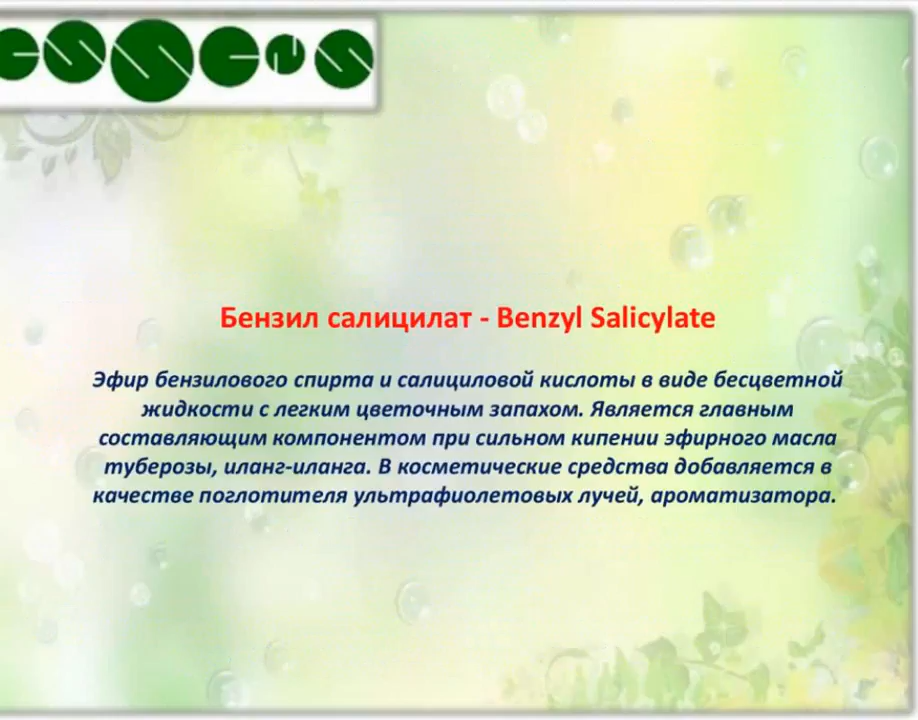 essens
Бензил салицилат - Benzyl Salicylate
Эфир бензилового спирта и салициловой кислоты в виде бесцветной
жидкости с легким цветочным запахом. Является главным
составляющим компонентом при сильном кипении эфирного масла
туберозы, иланг-иланга. В косметические средства добавляется в
качестве поглотителя ультрафиолетовых лучей, ароматизатора.